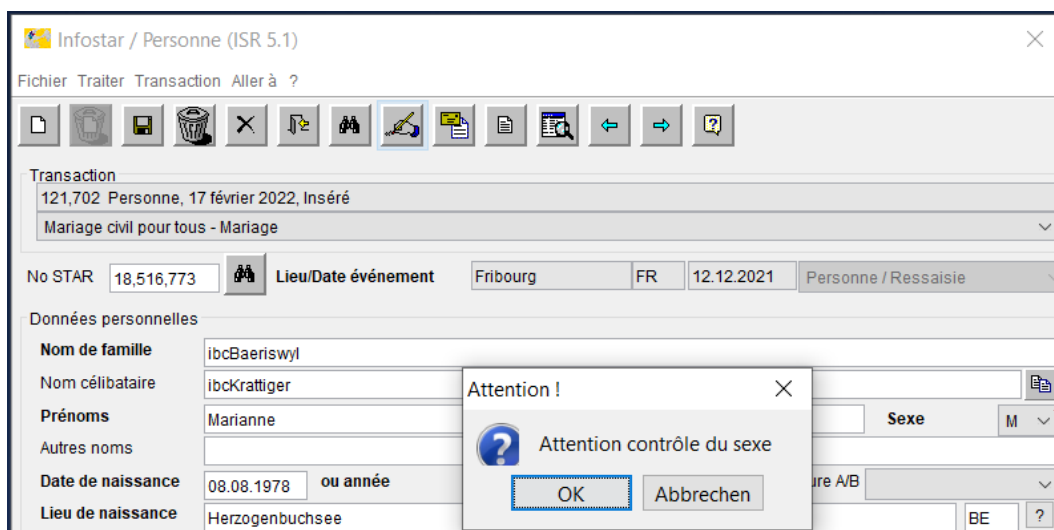 Infostar / Personne (ISR 5.1)
Fichier Traiter Transaction Aller à ?
Transaction
121,702 Personne, 17 février 2022, Inséré
Mariage civil pour tous - Mariage
No STAR 18,516,773 Lieu/Date événement Fribourg FR 12.12.2021 Personne / Ressaisie
Données personnelles
Nom de famille ibcBaeriswyl
Nom célibataire ibcKrattiger
Attention !
Prénoms Marianne Sexe M
Attention contrôle du sexe
Autres noms
Date de naissance 08.08.1978 ou année ure A/B
OK Abbrechen
Lieu de naissance Herzogenbuchsee BE ?